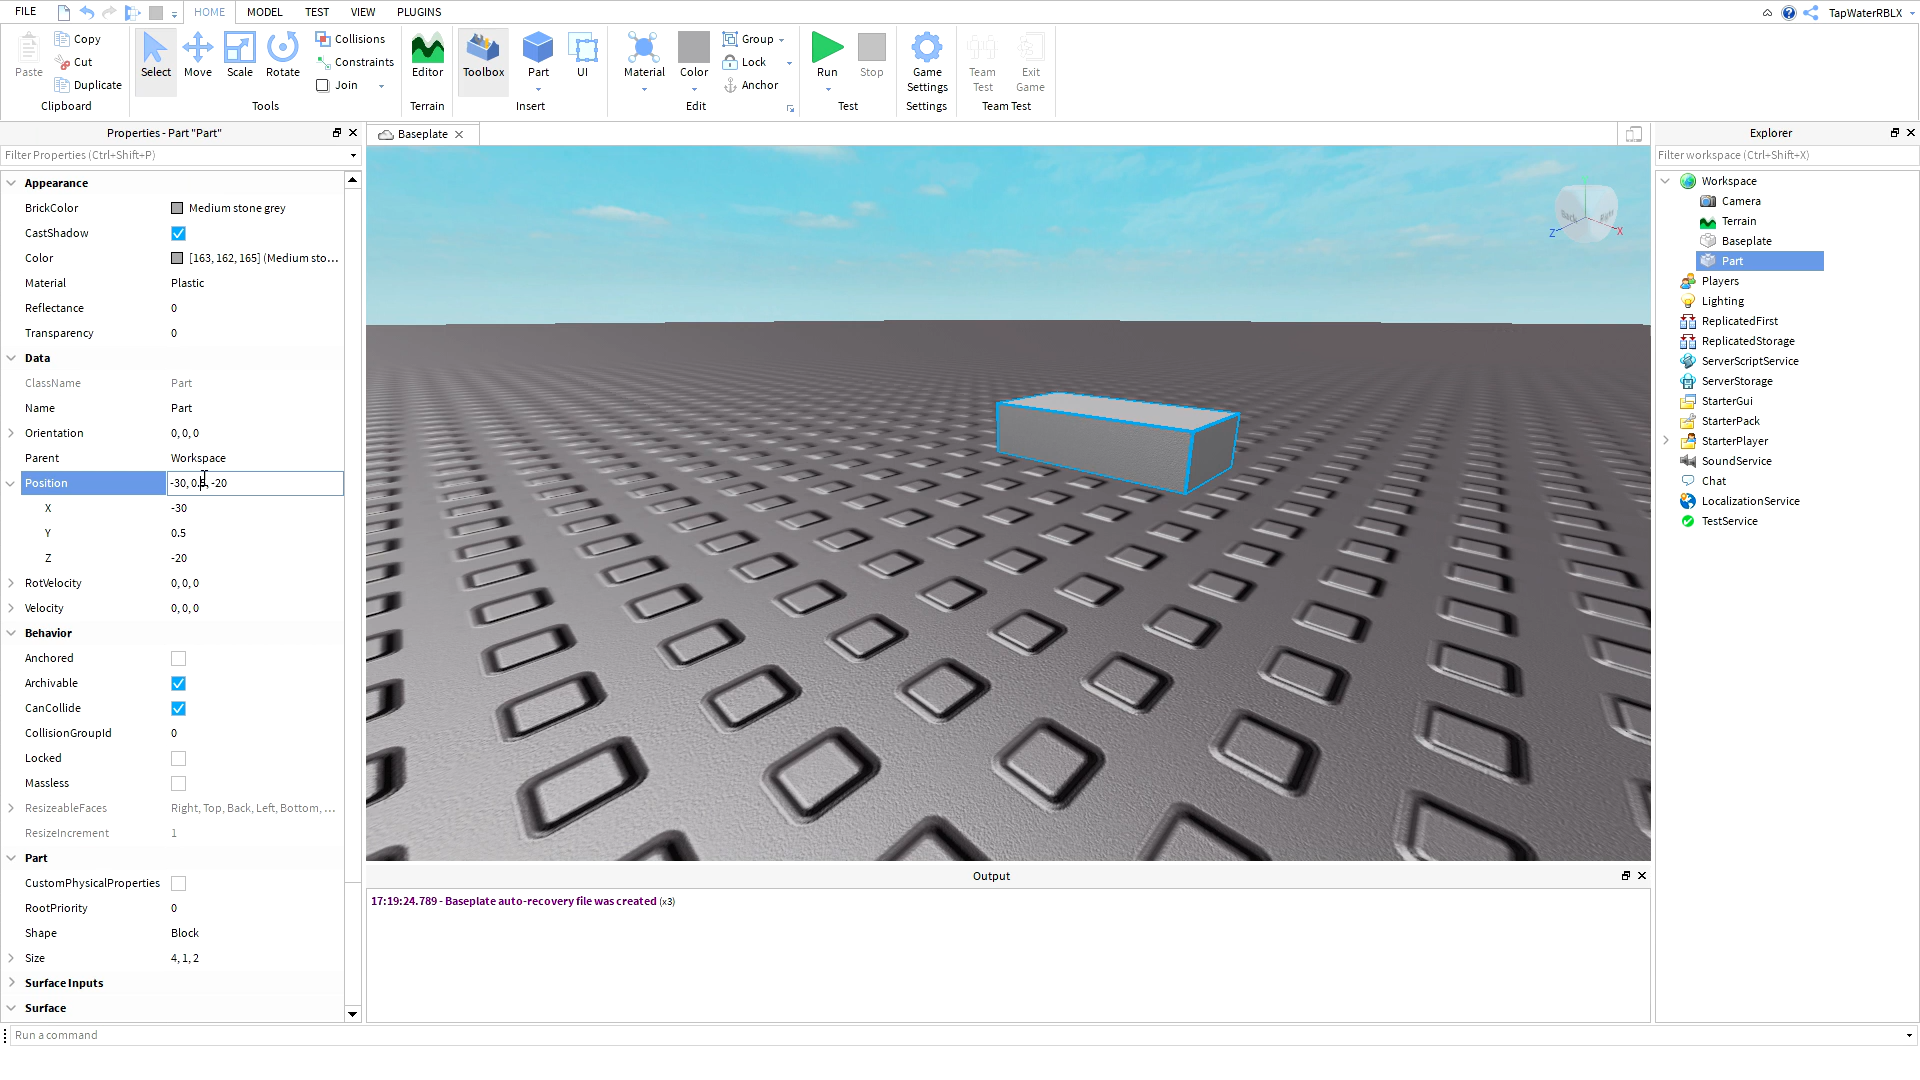 FILE HOME MODEL TEST VIEW PLUGINS TapWaterRBLX
Paste Copy Cut Duplicate Clipboard
Select Move Scale Rotate Collisions Constraints Join Tools
Editor Terrain
Toolbox Part UI Insert
Material Color Group Lock Anchor Edit
Run Stop Test
Game Settings Settings
Team Test Exit Game Team Test
Properties - Part "Part"
Filter Properties (Ctrl+Shift+P)
Appearance
BrickColor Medium stone grey
CastShadow
Color [163, 162, 165] (Medium sto...
Material Plastic
Reflectance 0
Transparency 0
Data
ClassName Part
Name Part
Orientation 0, 0, 0
Parent Workspace
Position -30, 0.5, -20
X -30
Y 0.5
Z -20
RotVelocity 0, 0, 0
Velocity 0, 0, 0
Behavior
Anchored
Archivable
CanCollide
CollisionGroupId 0
Locked
Massless
ResizeableFaces Right, Top, Back, Left, Bottom, ...
ResizeIncrement 1
Part
CustomPhysicalProperties
RootPriority 0
Shape Block
Size 4, 1, 2
Surface Inputs
Surface
Baseplate
Back
Z X
Output
17:19:24.789 - Baseplate auto-recovery file was created (x3)
Explorer
Filter workspace (Ctrl+Shift+X)
Workspace
Camera
Terrain
Baseplate
Part
Players
Lighting
ReplicatedFirst
ReplicatedStorage
ServerScriptService
ServerStorage
StarterGui
StarterPack
StarterPlayer
SoundService
Chat
LocalizationService
TestService
Run a command